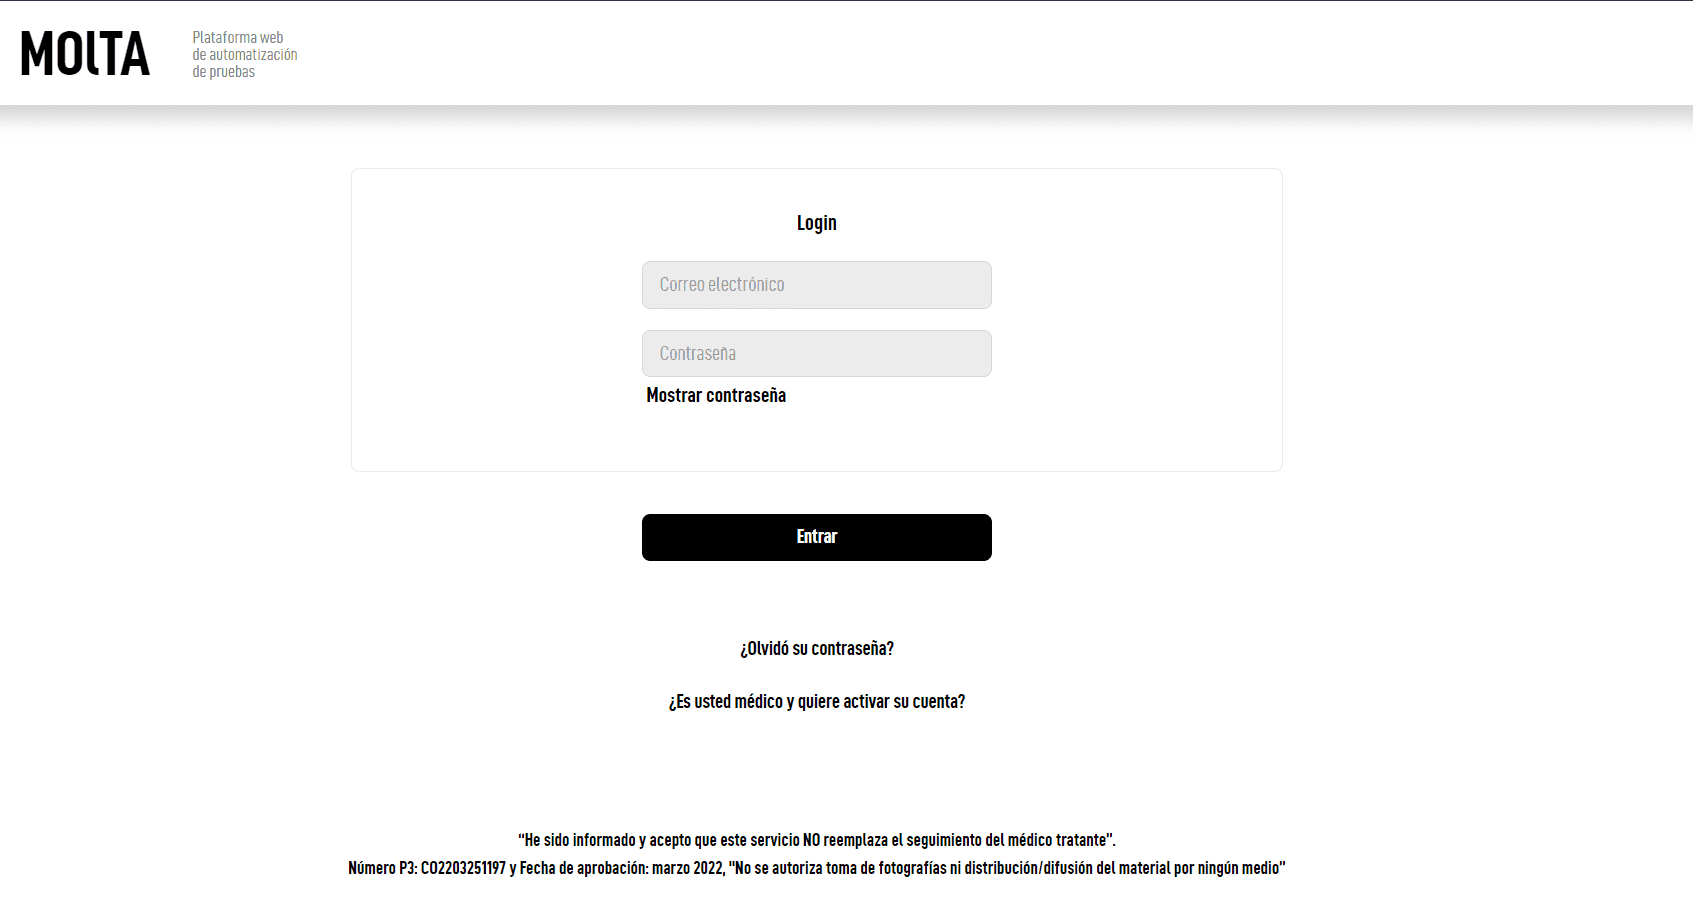 MOlTA
Plataforma web
de automatización
de pruebas
Login
Correo electrónico
Contraseña
Mostrar contraseña
Entrar
¿Olvidó su contraseña?
¿Es usted médico y quiere activar su cuenta?
“He sido informado y acepto que este servicio NO reemplaza el seguimiento del médico tratante”.
Número P3: CO2203251197 y Fecha de aprobación: marzo 2022, "No se autoriza toma de fotografías ni distribución/difusión del material por ningún medio”